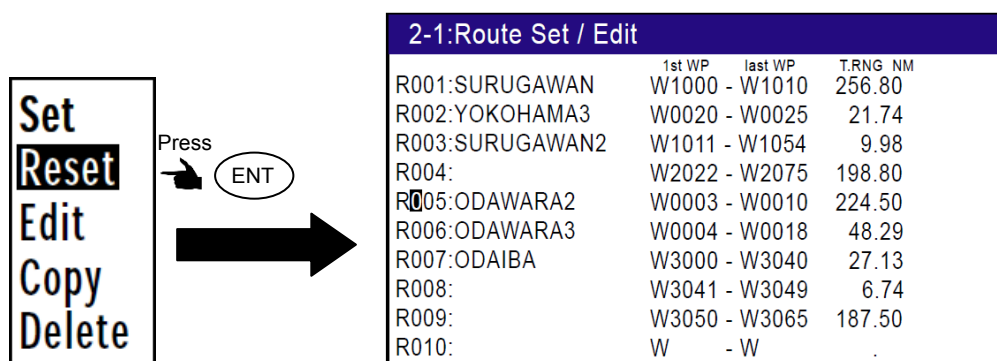 Set
Reset
Edit
Copy
Delete
Press
ENT
2-1:Route Set / Edit
1st WP last WP T.RNG NM
R001:SURUGAWAN W1000 - W1010 256.80
R002:YOKOHAMA3 W0020 - W0025 21.74
R003:SURUGAWAN2 W1011 - W1054 9.98
R004: W2022 - W2075 198.80
R005:ODAWARA2 W0003 - W0010 224.50
R006:ODAWARA3 W0004 - W0018 48.29
R007:ODAIBA W3000 - W3040 27.13
R008: W3041 - W3049 6.74
R009: W3050 - W3065 187.50
R010: W - W .